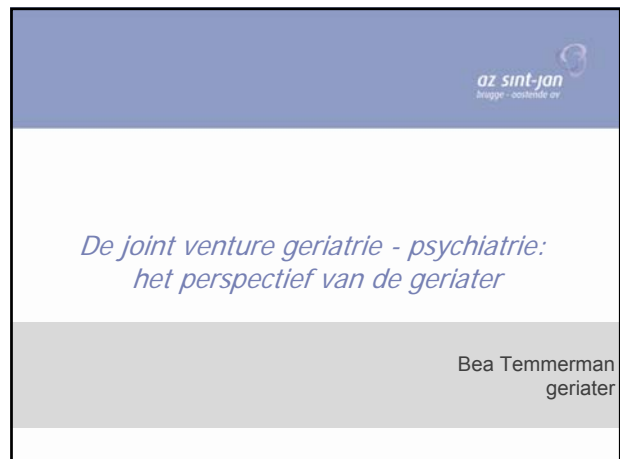 az sint-jan
brugge - oostende av
De joint venture geriatrie - psychiatrie:
het perspectief van de geriater
Bea Temmerman
geriater